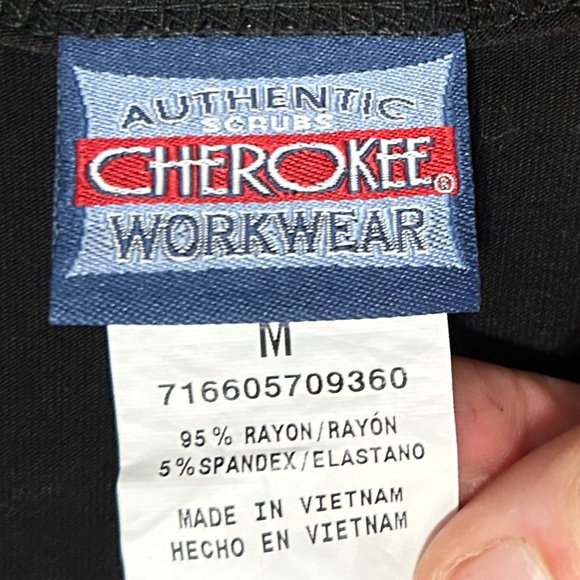 AUTHENTIC
SCRUBS
CHEROKEE®
WORKWEAR
M
716605709360
95% RAYON/RAYÓN
5%SPANDEX/ELASTANO
MADE IN VIETNAM
HECHO EN VIETNAM